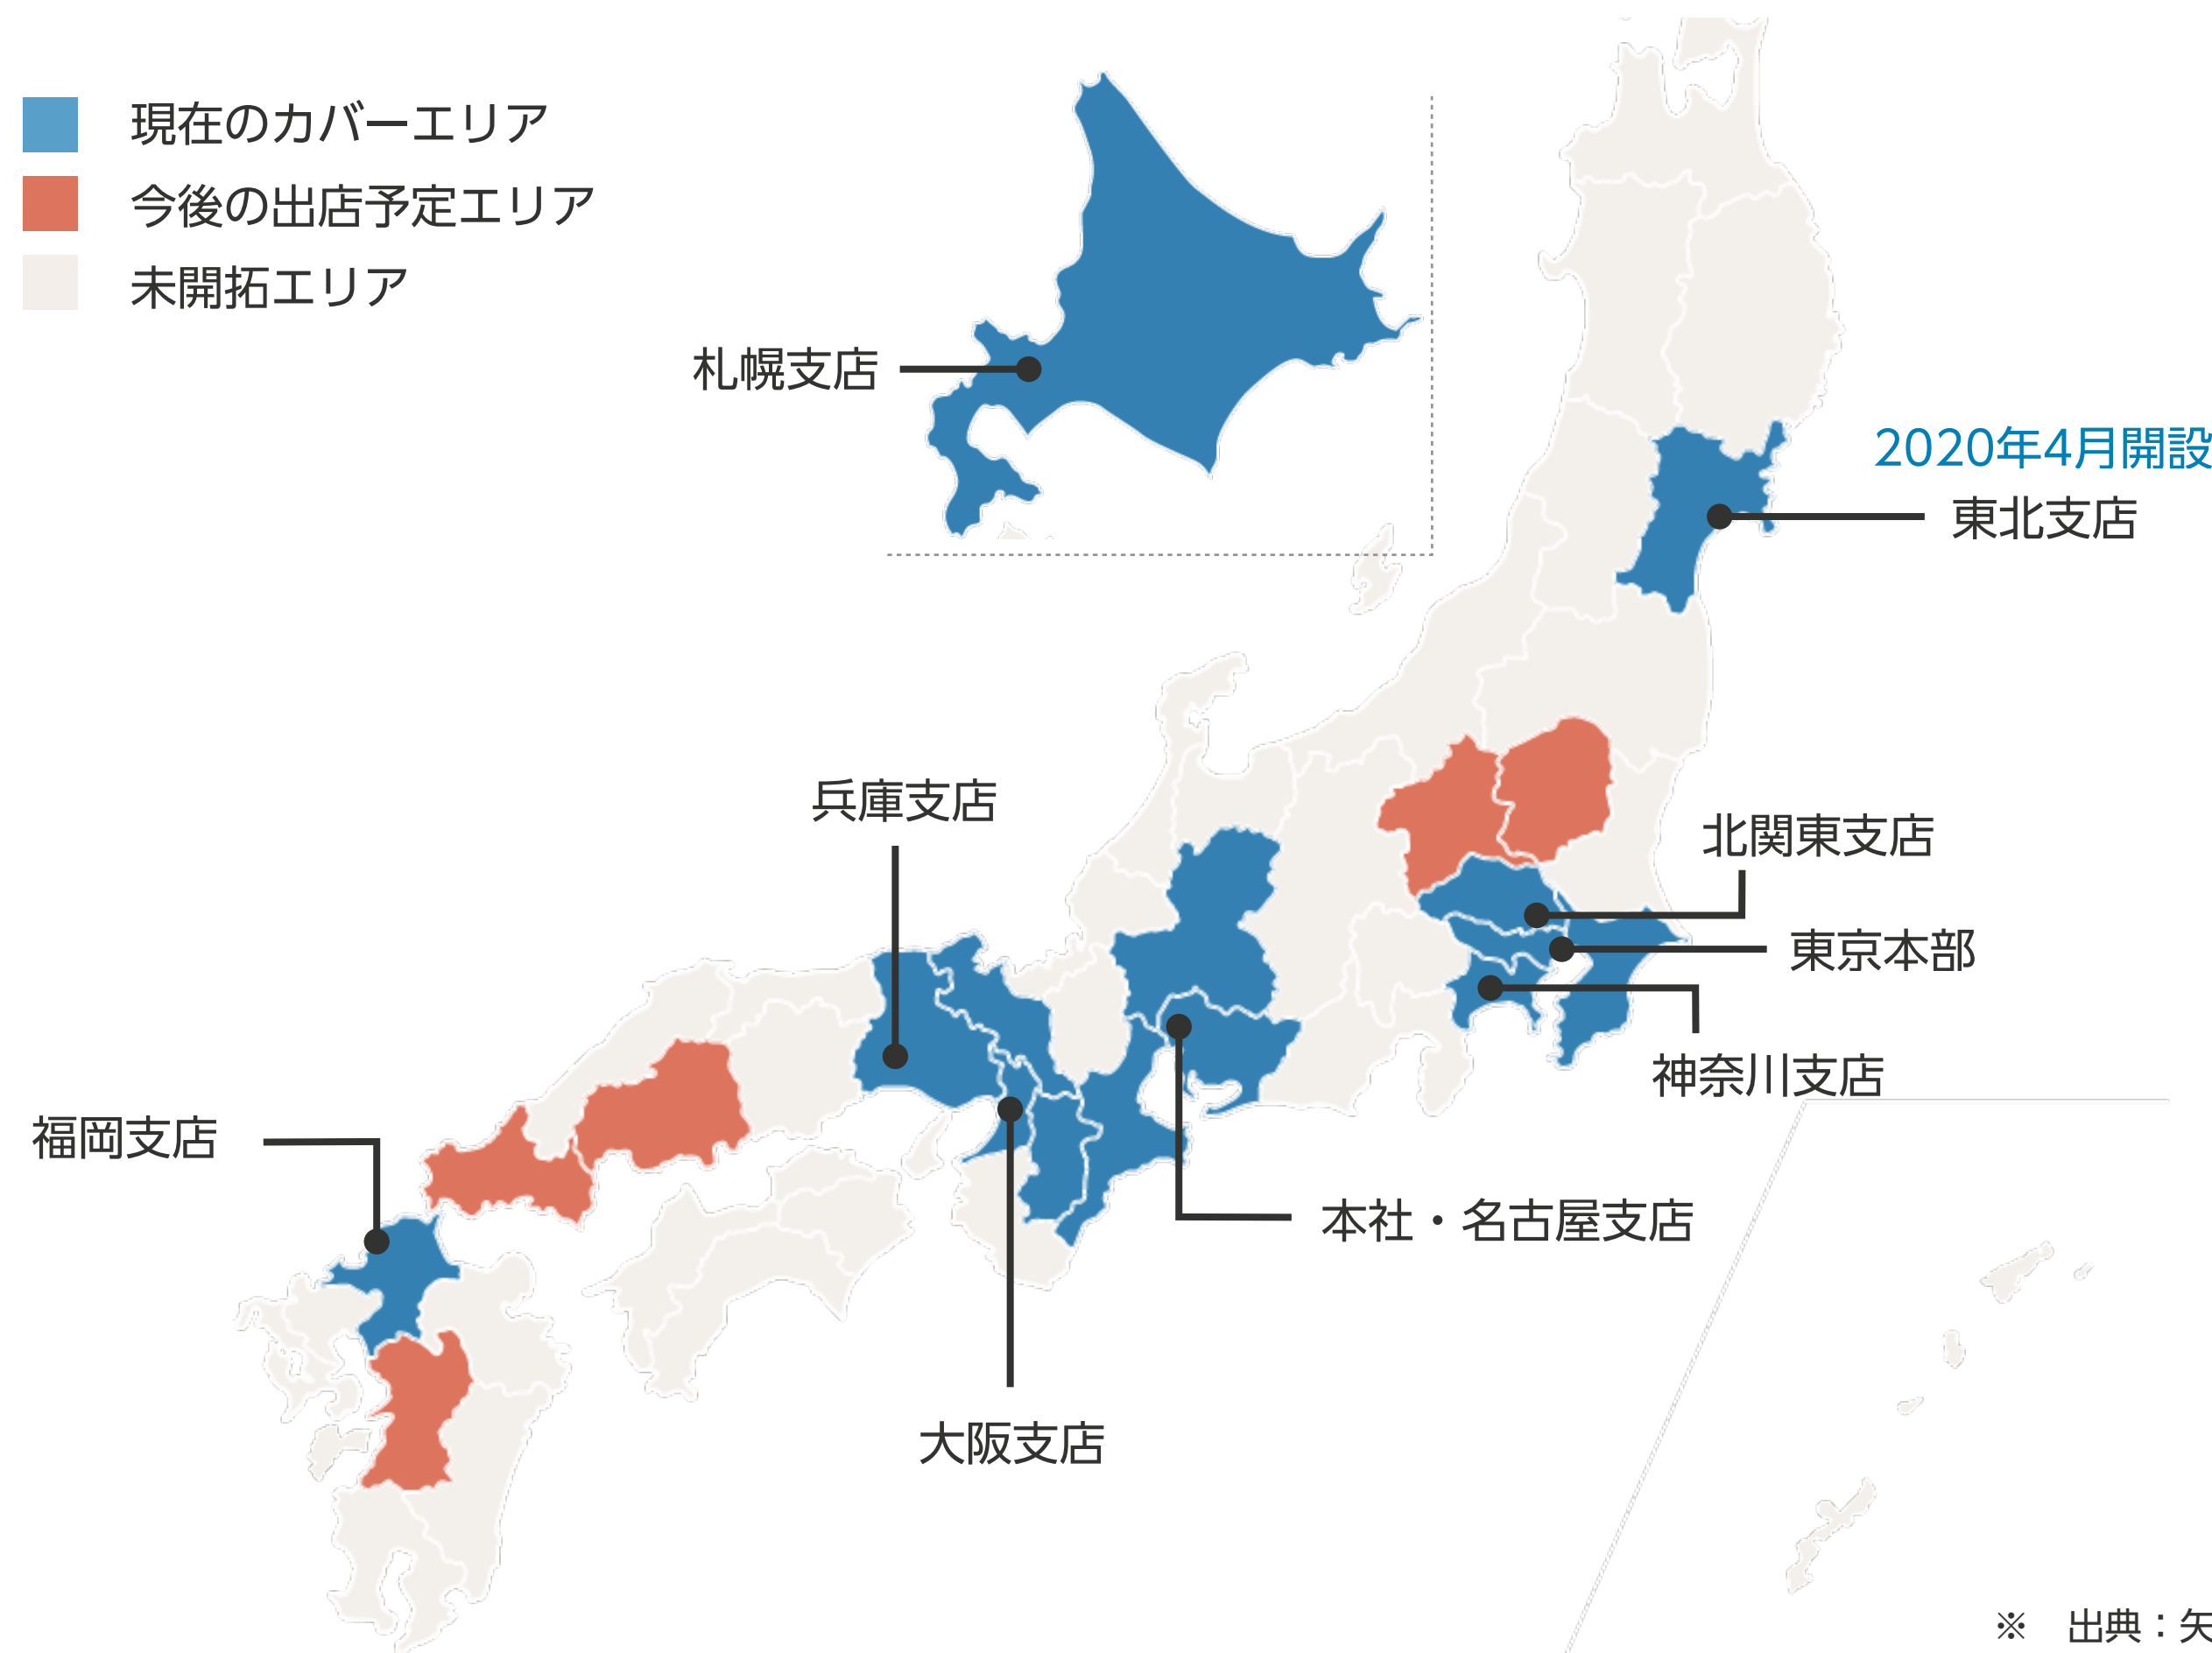 現在のカバーエリア
今後の出店予定エリア
未開拓エリア
札幌支店
2020年4月開設
東北支店
兵庫支店
北関東支店
東京本部
神奈川支店
福岡支店
本社・名古屋支店
大阪支店
※ 出典：矢